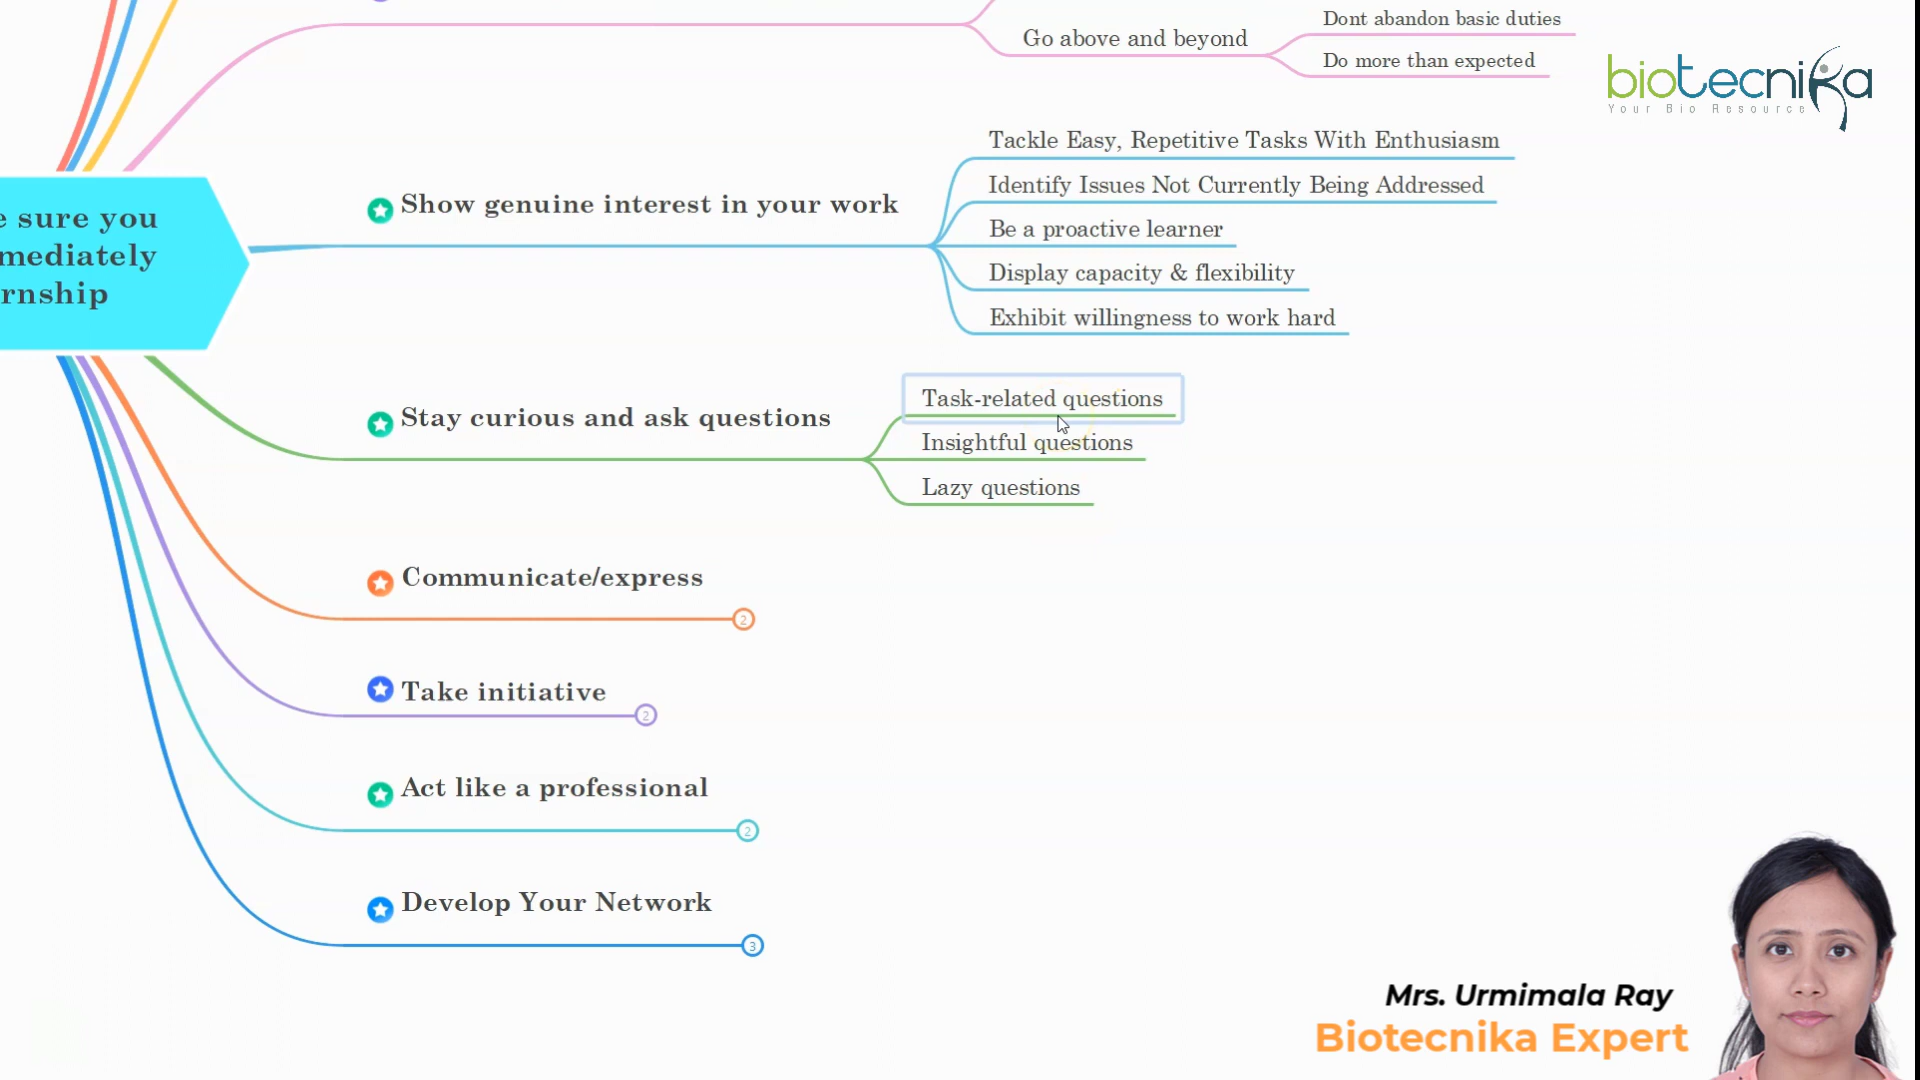 Dont abandon basic duties
Go above and beyond
Do more than expected
biotecnika
Your Bio Resource
Tackle Easy, Repetitive Tasks With Enthusiasm
Identify Issues Not Currently Being Addressed
Show genuine interest in your work
Be a proactive learner
Display capacity & flexibility
Exhibit willingness to work hard
e sure you
mediately
rnship
Task-related questions
Stay curious and ask questions
Insightful questions
Lazy questions
Communicate/express
2
Take initiative
2
Act like a professional
2
Develop Your Network
3
Mrs. Urmimala Ray
Biotecnika Expert